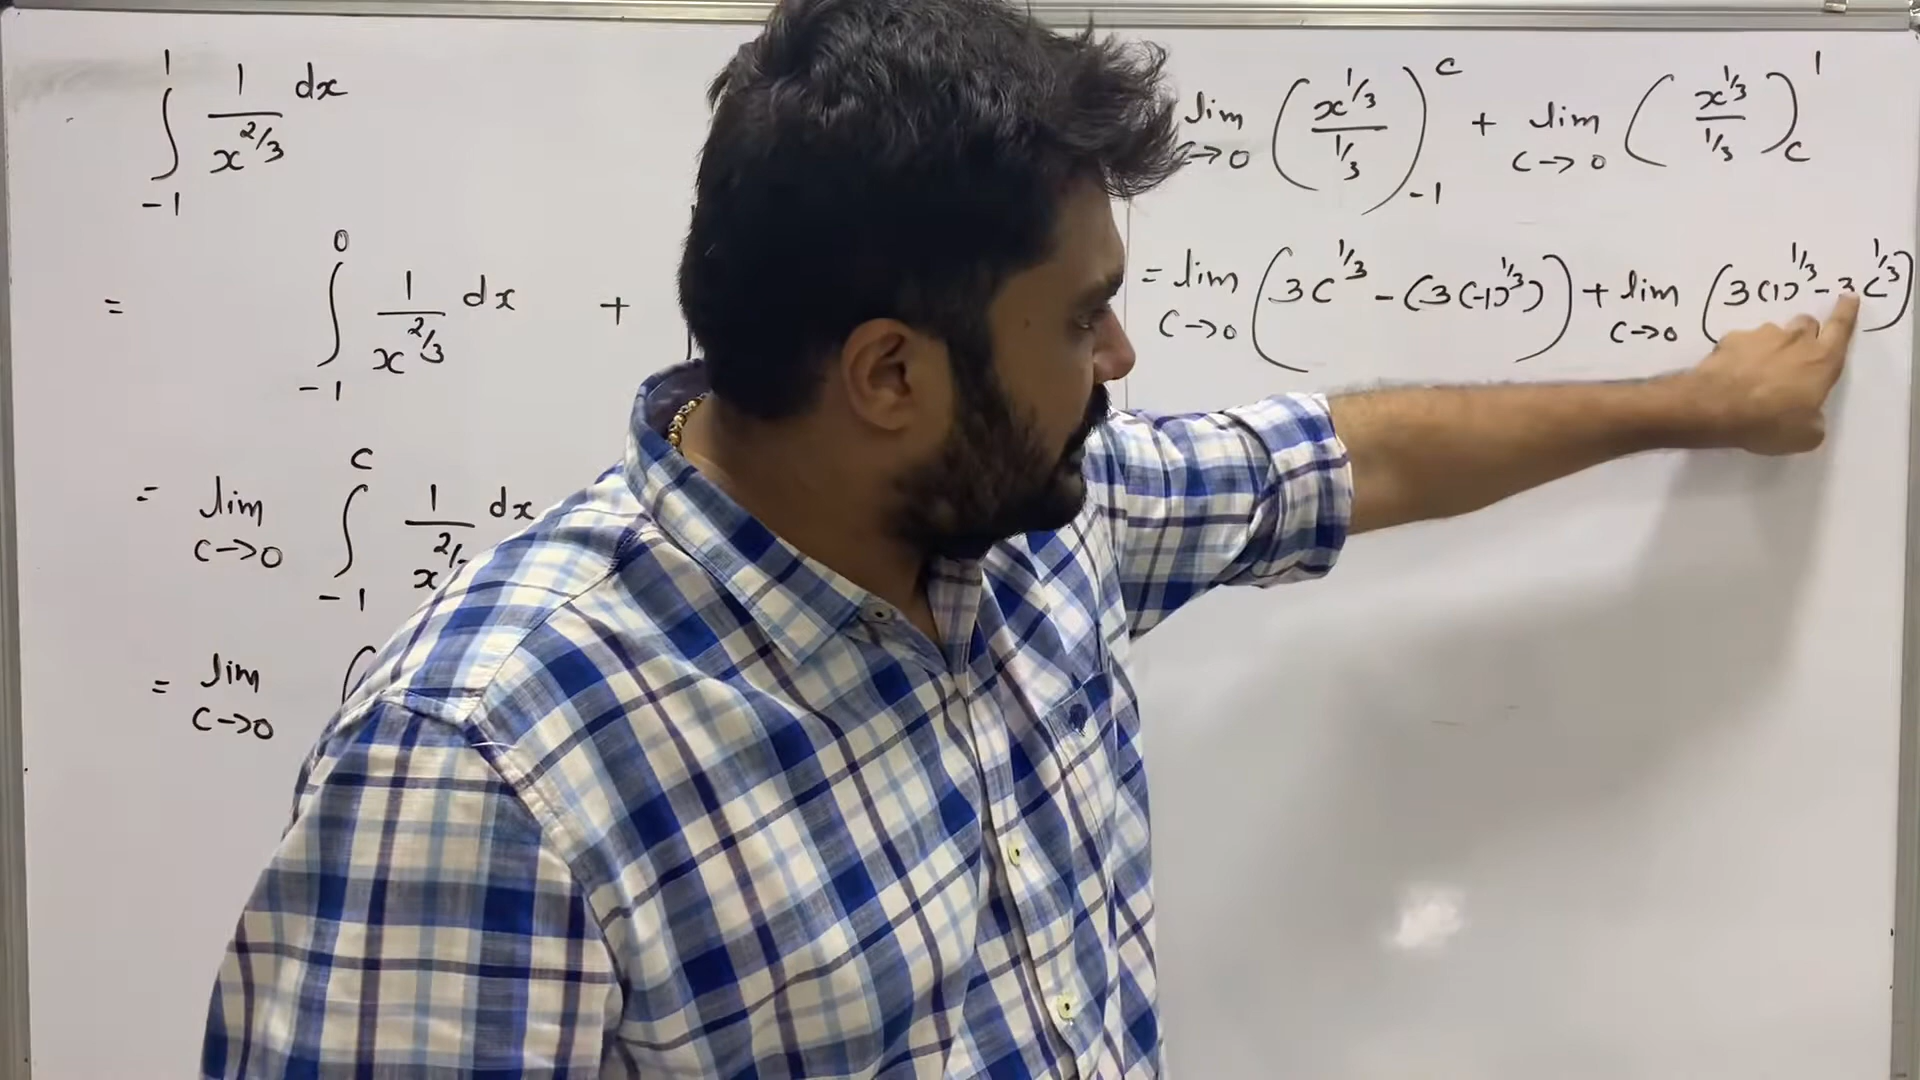 ∫_{-1}^{1} 1/x^{2/3} dx
= ∫_{-1}^{0} 1/x^{2/3} dx +
= lim_{c→0} ∫_{-1}^{c} 1/x^{2/ dx
= lim_{c→0} (
lim_{c→0} (x^{1/3}/(1/3))_{-1}^{c} + lim_{c→0} (x^{1/3}/(1/3))_{c}^{1}
= lim_{c→0} (3c^{1/3} - (3(-1)^{1/3})) + lim_{c→0} (3(1)^{1/3} - 3c^{1/3})